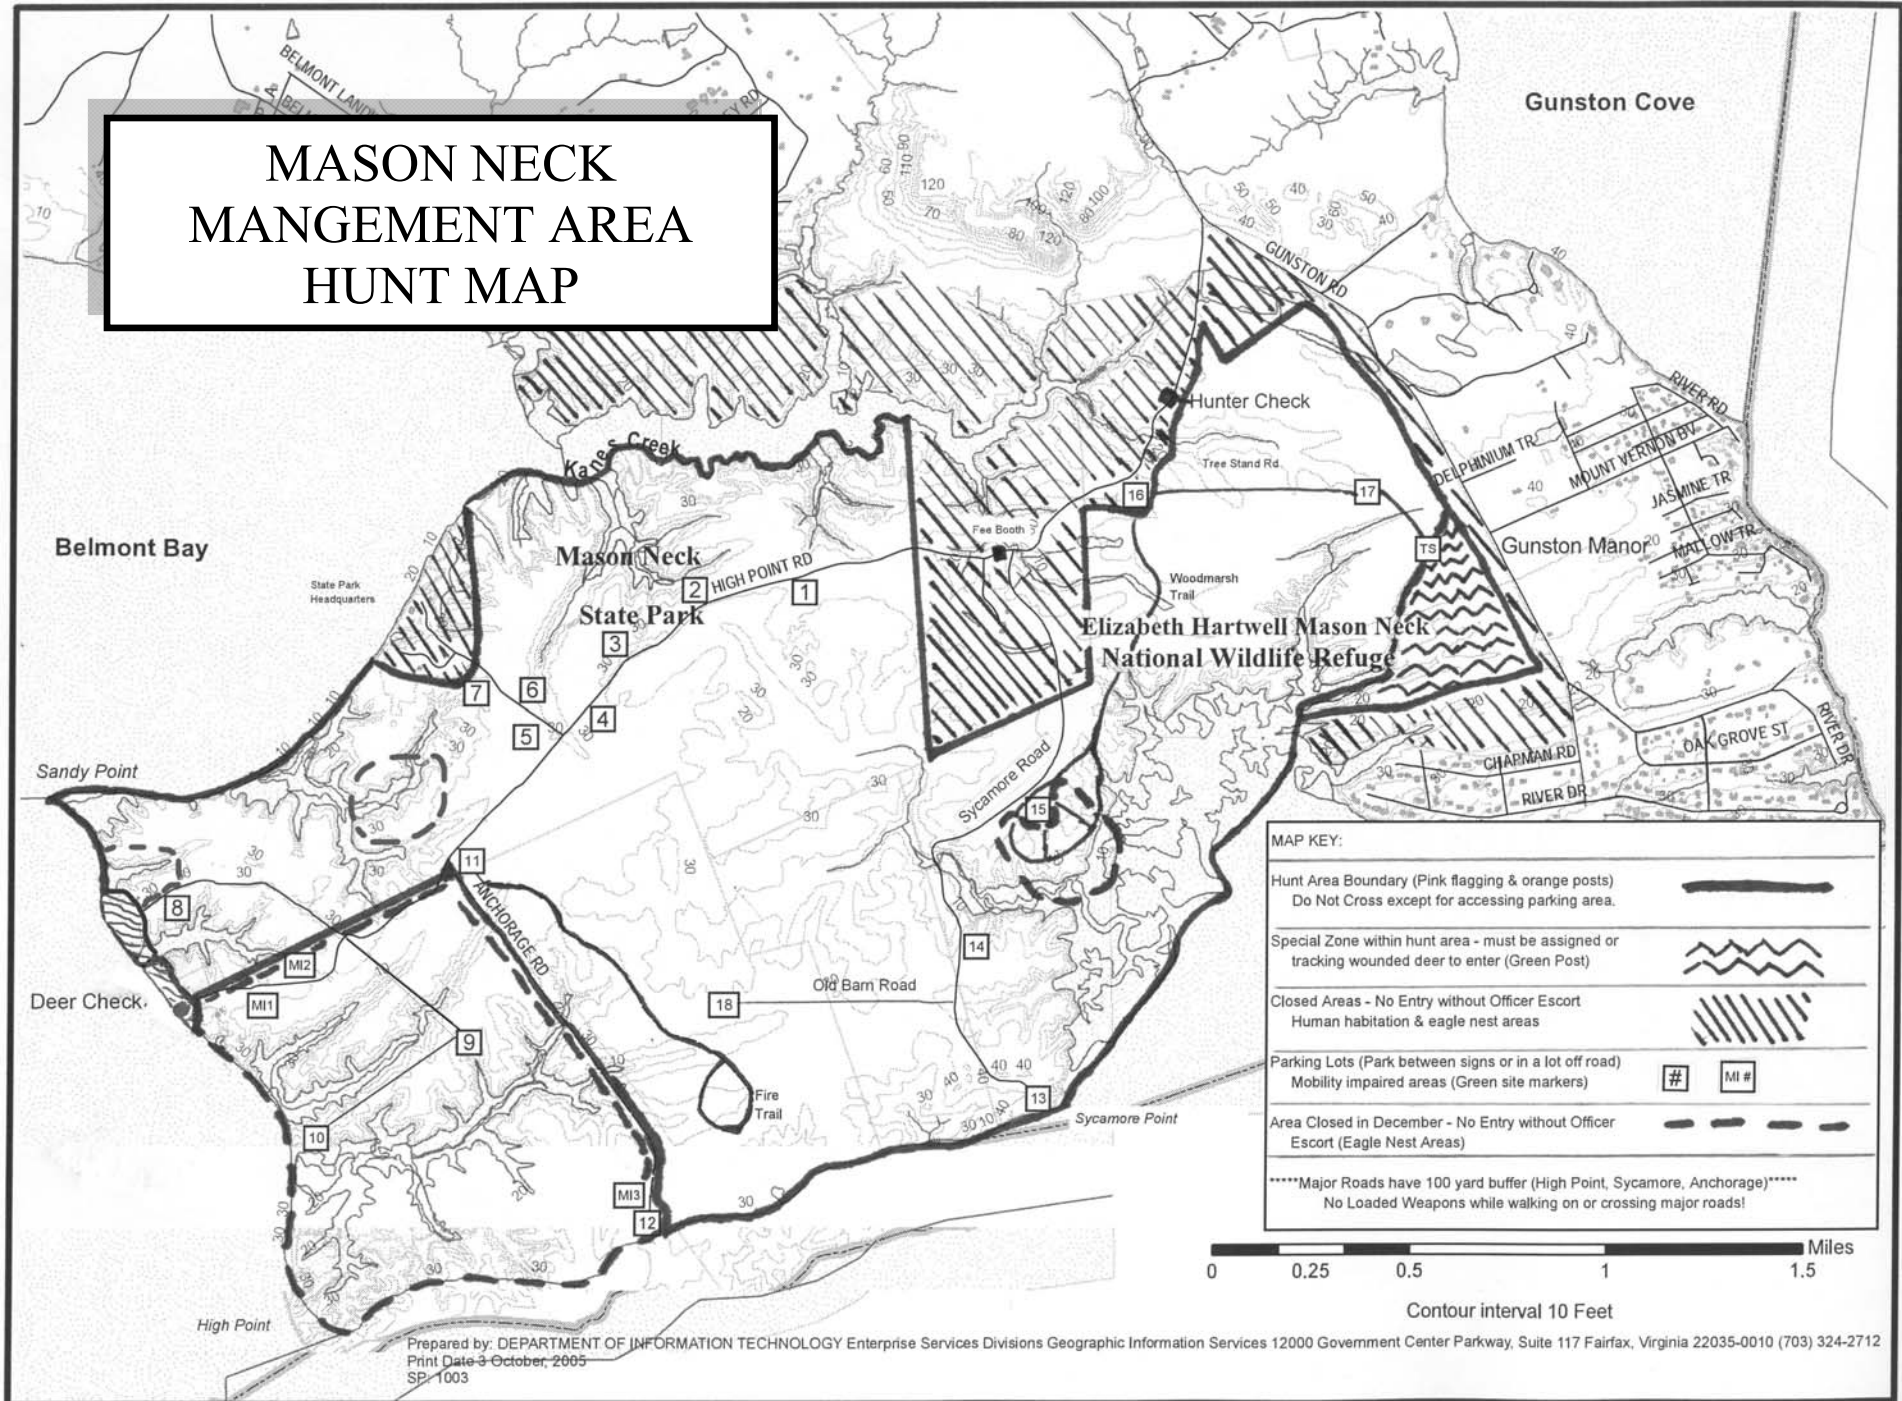 MASON NECK
MANGEMENT AREA
HUNT MAP
BELMONT LANDI
Gunston Cove
GUNSTON RD
Hunter Check
RIVER RD
DELPHINIUM TR
MOUNT VERNON BV
JASMINE TR
MALLOW TR
Tree Stand Rd
Kanes Creek
16
17
TS
Gunston Manor
Fee Booth
Belmont Bay
State Park
Headquarters
Mason Neck
State Park
HIGH POINT RD
Woodmarsh
Trail
Elizabeth Hartwell Mason Neck
National Wildlife Refuge
1
2
3
4
5
6
7
CHAPMAN RD
OAK GROVE ST
RIVER DR
RIVER DR
Sandy Point
Sycamore Road
15
11
ANCHORAGE RD
8
MI2
MI1
Deer Check
14
Old Barn Road
18
9
Fire
Trail
13
Sycamore Point
10
MI3
12
High Point
MAP KEY:
Hunt Area Boundary (Pink flagging & orange posts)
Do Not Cross except for accessing parking area.
Special Zone within hunt area - must be assigned or
tracking wounded deer to enter (Green Post)
Closed Areas - No Entry without Officer Escort
Human habitation & eagle nest areas
Parking Lots (Park between signs or in a lot off road)
Mobility impaired areas (Green site markers)
# MI #
Area Closed in December - No Entry without Officer
Escort (Eagle Nest Areas)
*****Major Roads have 100 yard buffer (High Point, Sycamore, Anchorage)*****
No Loaded Weapons while walking on or crossing major roads!
Miles
0 0.25 0.5 1 1.5
Contour interval 10 Feet
Prepared by: DEPARTMENT OF INFORMATION TECHNOLOGY Enterprise Services Divisions Geographic Information Services 12000 Government Center Parkway, Suite 117 Fairfax, Virginia 22035-0010 (703) 324-2712
Print Date 3 October, 2005
SP: 1003